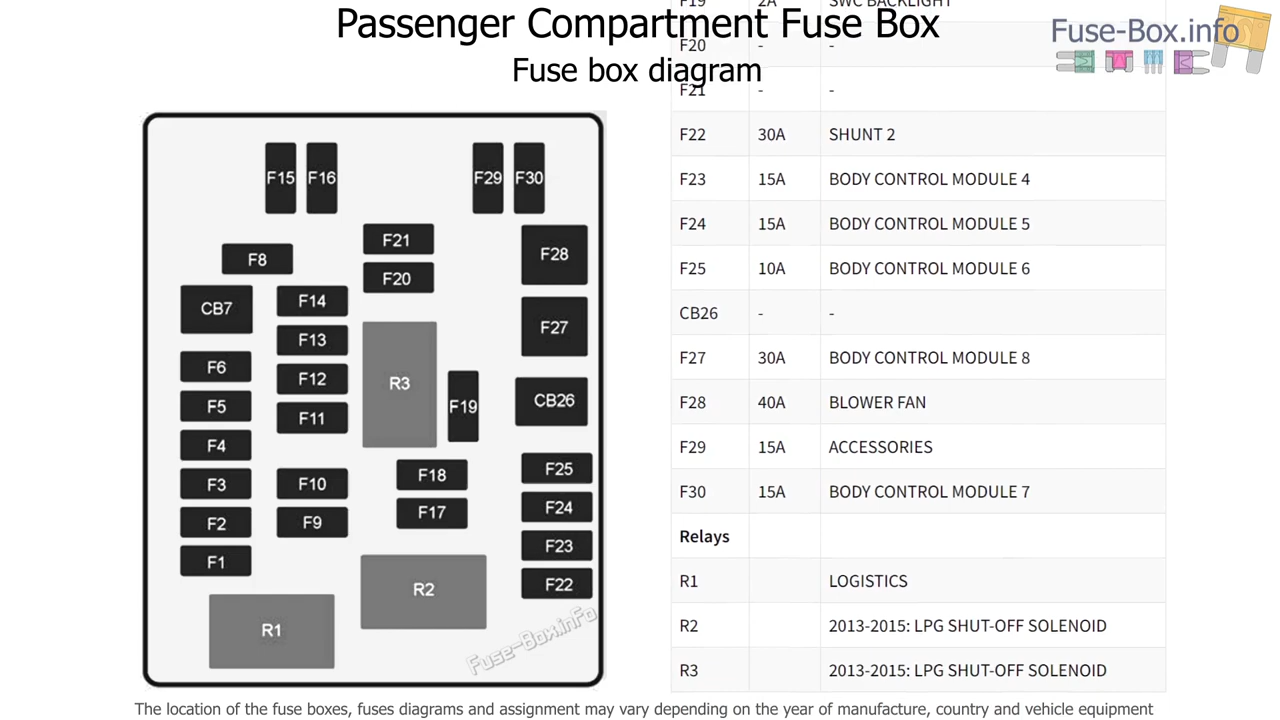 Passenger Compartment Fuse Box
Fuse box diagram
Fuse-Box.info
F15 F16 F29 F30
F21
F8 F28
F20
CB7 F14
F13 F27
F12
F6 R3
F5 F11 F19 CB26
F4
F18 F25
F3 F10
F17 F24
F2 F9
F23
F1
R2 F22
R1
Fuse-Box.info
F19 2A SWC BACKLIGHT
F20 - -
F21 - -
F22 30A SHUNT 2
F23 15A BODY CONTROL MODULE 4
F24 15A BODY CONTROL MODULE 5
F25 10A BODY CONTROL MODULE 6
CB26 - -
F27 30A BODY CONTROL MODULE 8
F28 40A BLOWER FAN
F29 15A ACCESSORIES
F30 15A BODY CONTROL MODULE 7
Relays
R1 LOGISTICS
R2 2013-2015: LPG SHUT-OFF SOLENOID
R3 2013-2015: LPG SHUT-OFF SOLENOID
The location of the fuse boxes, fuses diagrams and assignment may vary depending on the year of manufacture, country and vehicle equipment